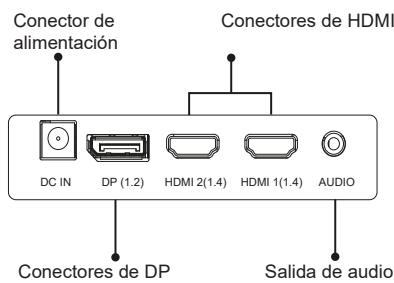 Conector de
alimentación
Conectores de HDMI
DC IN
DP (1.2)
HDMI 2(1.4)
HDMI 1(1.4)
AUDIO
Conectores de DP
Salida de audio